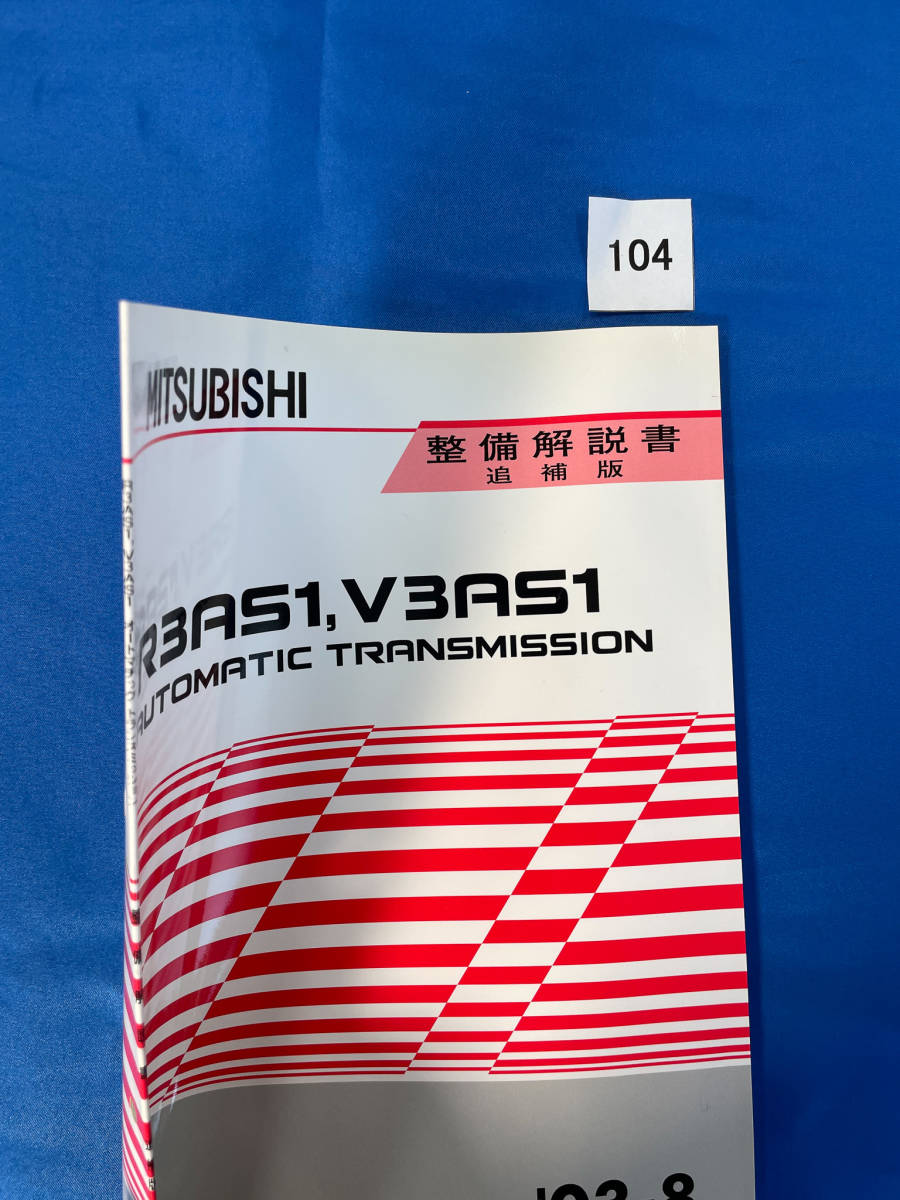 104
MITSUBISHI
整備解説書
追補版
R3AS1,V3AS1
AUTOMATIC TRANSMISSION